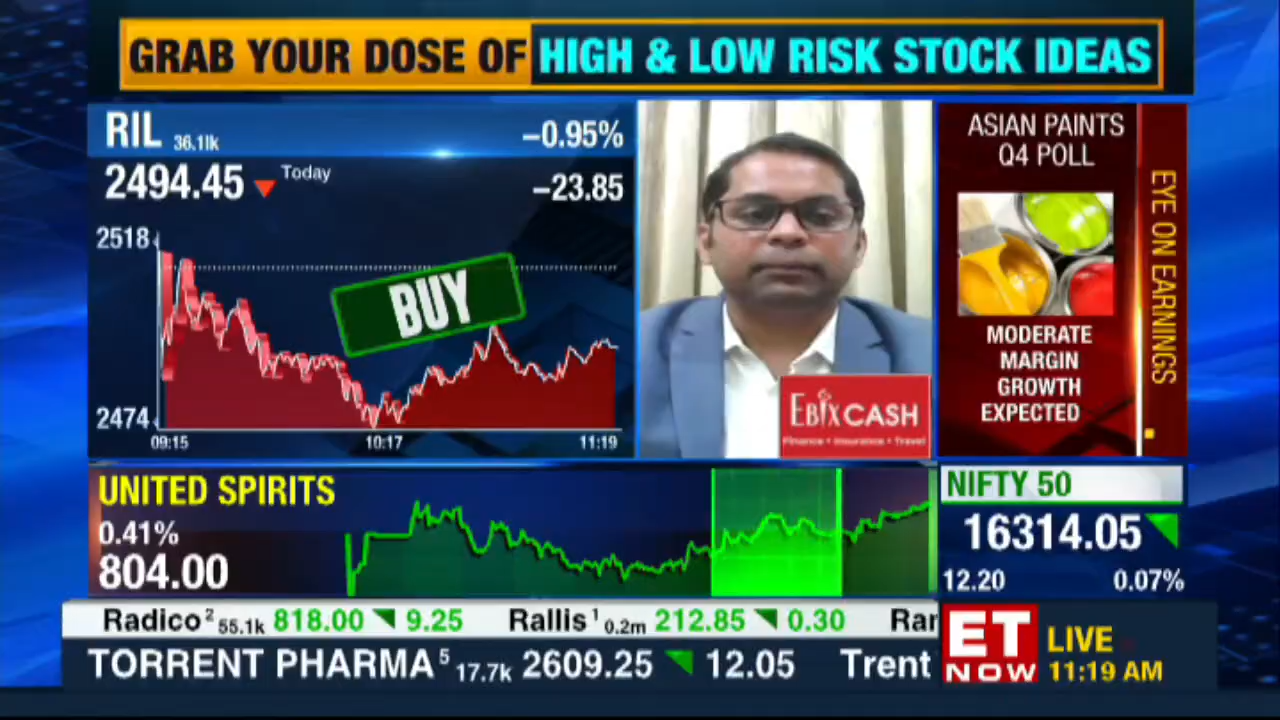 GRAB YOUR DOSE OF HIGH & LOW RISK STOCK IDEAS
RIL 36.1lk -0.95%
2494.45 Today -23.85
2518
BUY
2474
09:15 10:17 11:19
EBIXCASH
Finance • Insurance • Travel
ASIAN PAINTS
Q4 POLL
MODERATE
MARGIN
GROWTH
EXPECTED
EYE ON EARNINGS
UNITED SPIRITS
0.41%
804.00
NIFTY 50
16314.05
12.20 0.07%
Radico 2 55.1k 818.00 9.25 Rallis 1 0.2m 212.85 0.30 Ran
TORRENT PHARMA 5 17.7k 2609.25 12.05 Trent
ET
NOW
LIVE
11:19 AM